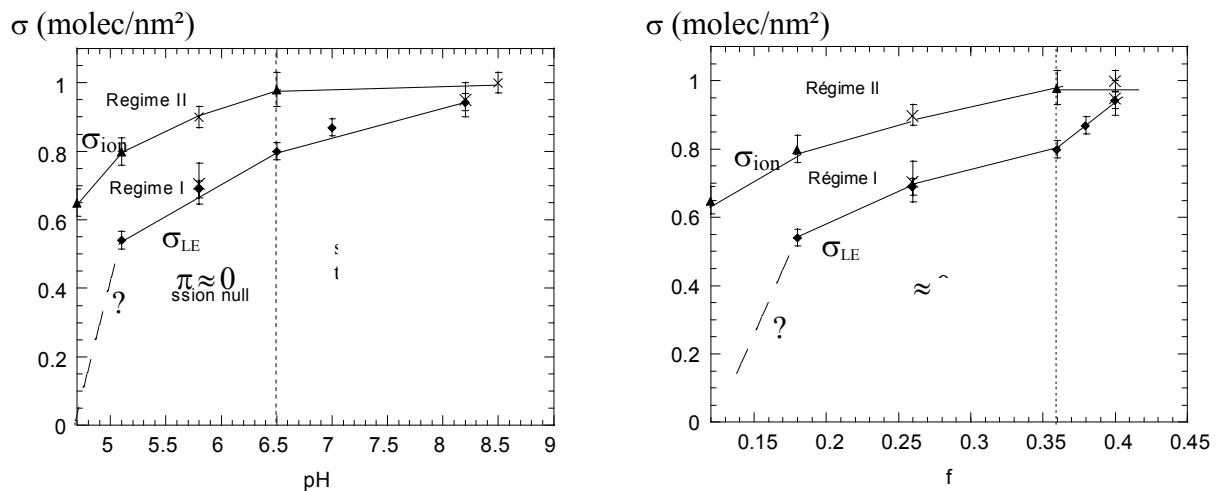 σ (molec/nm²)
1
0.8
0.6
0.4
0.2
0
Regime II
σion
Regime I
σLE
π≈0
ssion null
?
5
5.5
6
6.5
7
7.5
8
8.5
9
pH
σ (molec/nm²)
1
0.8
0.6
0.4
0.2
0
Régime II
σion
Régime I
σLE
≈
?
0.15
0.2
0.25
0.3
0.35
0.4
0.45
f